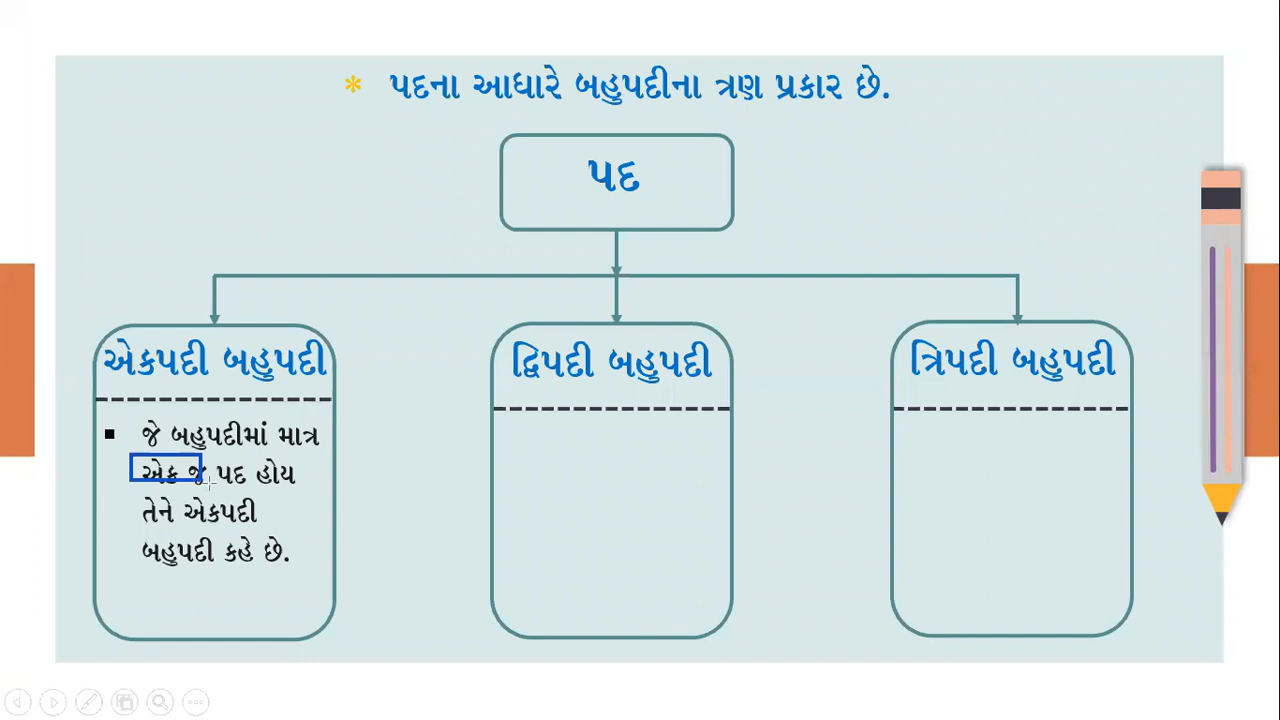 * પદના આધારે બહુપદીના ત્રણ પ્રકાર છે.
પદ
એકપદી બહુપદી
▪ જે બહુપદીમાં માત્ર
એક જ પદ હોય
તેને એકપદી
બહુપદી કહે છે.
દ્વિપદી બહુપદી
ત્રિપદી બહુપદી